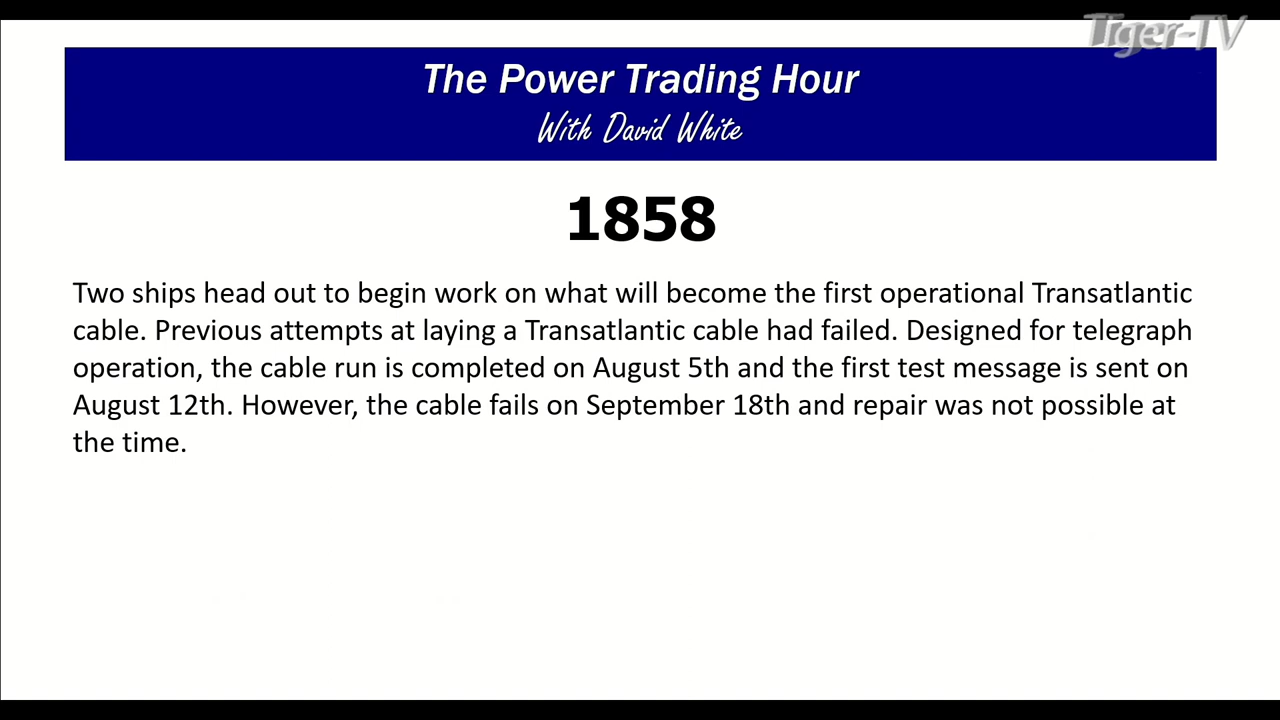 Tiger-TV
The Power Trading Hour
With David White
1858
Two ships head out to begin work on what will become the first operational Transatlantic
cable. Previous attempts at laying a Transatlantic cable had failed. Designed for telegraph
operation, the cable run is completed on August 5th and the first test message is sent on
August 12th. However, the cable fails on September 18th and repair was not possible at
the time.